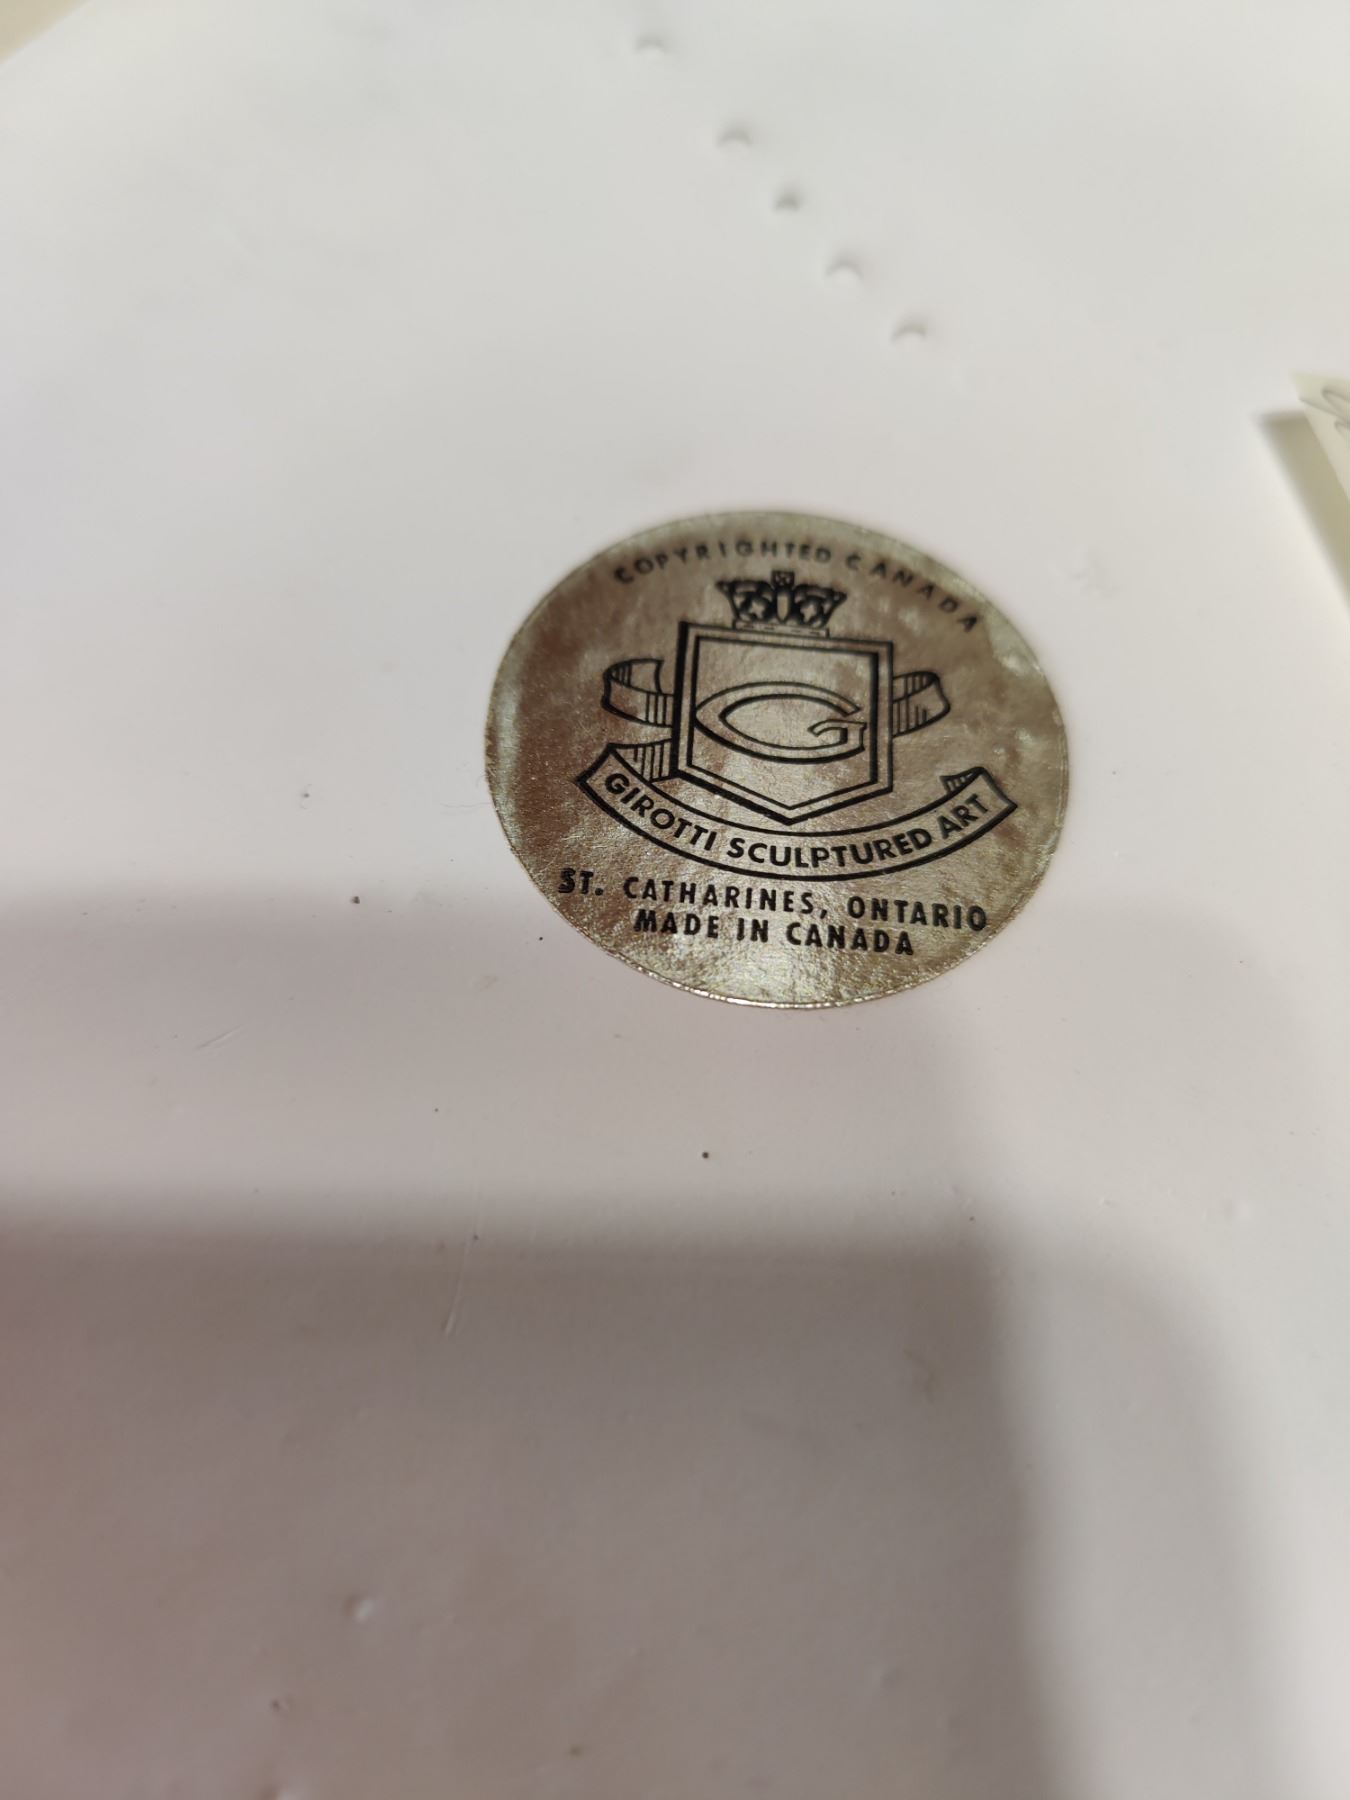 COPYRIGHTED CANADA
G
GIROTTI SCULPTURED ART
ST. CATHARINES, ONTARIO
MADE IN CANADA